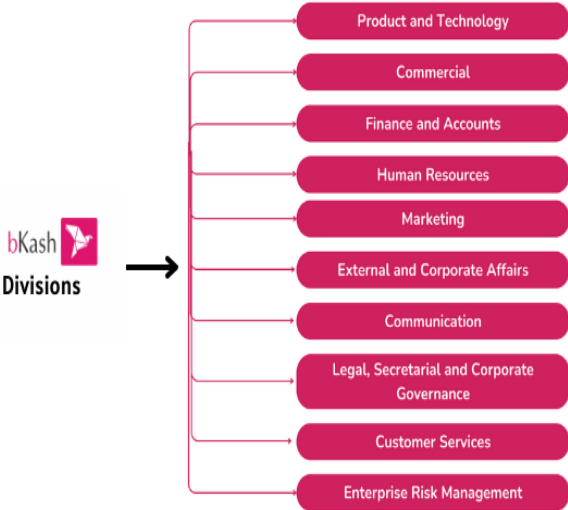 Product and Technology
Commercial
Finance and Accounts
Human Resources
Marketing
bKash
Divisions
External and Corporate Affairs
Communication
Legal, Secretarial and Corporate
Governance
Customer Services
Enterprise Risk Management